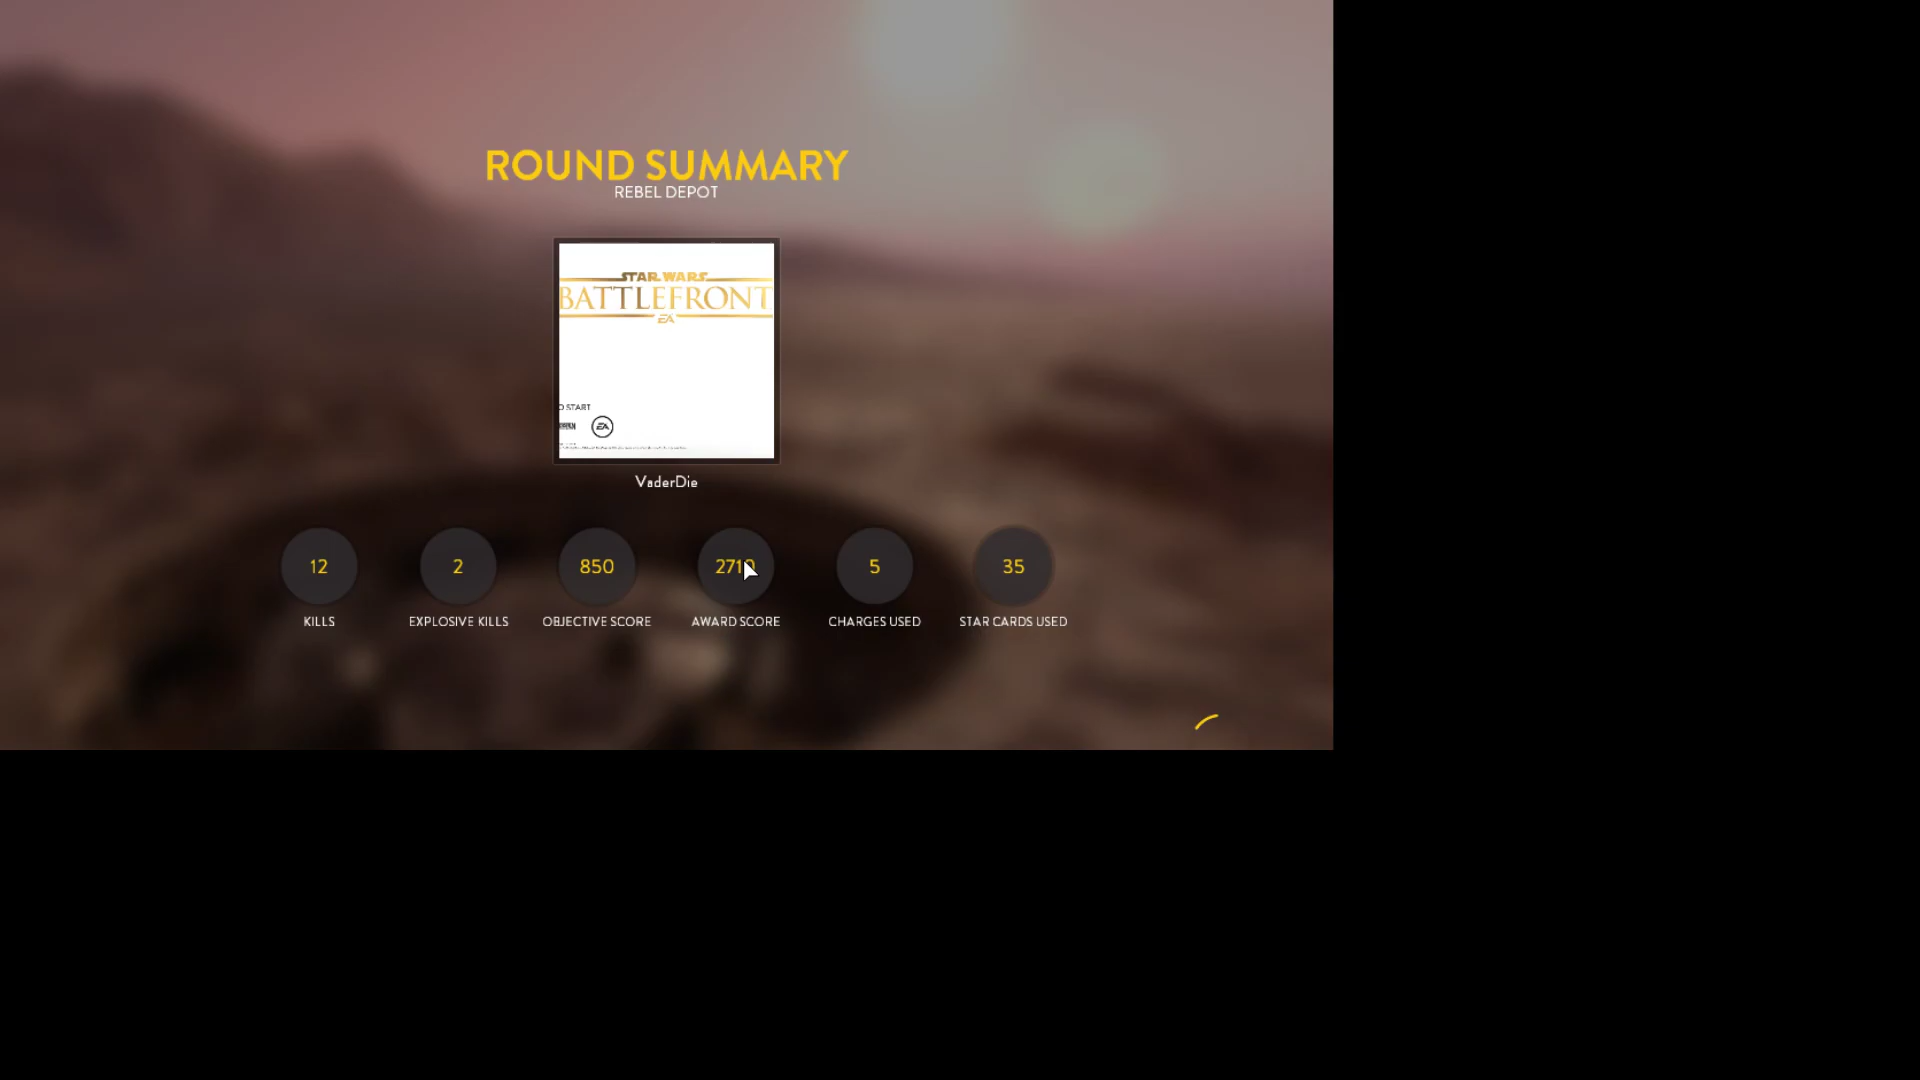 ROUND SUMMARY
REBEL DEPOT
STAR WARS
BATTLEFRONT
EA
O START
EA
VaderDie
12
2
850
2710
5
35
KILLS
EXPLOSIVE KILLS
OBJECTIVE SCORE
AWARD SCORE
CHARGES USED
STAR CARDS USED